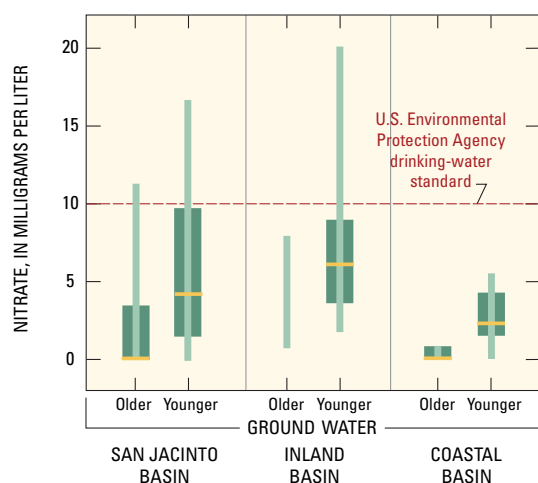 NITRATE, IN MILLIGRAMS PER LITER
20
15
10
5
0
U.S. Environmental
Protection Agency
drinking-water
standard
Older Younger Older Younger Older Younger
GROUND WATER
SAN JACINTO
BASIN
INLAND
BASIN
COASTAL
BASIN